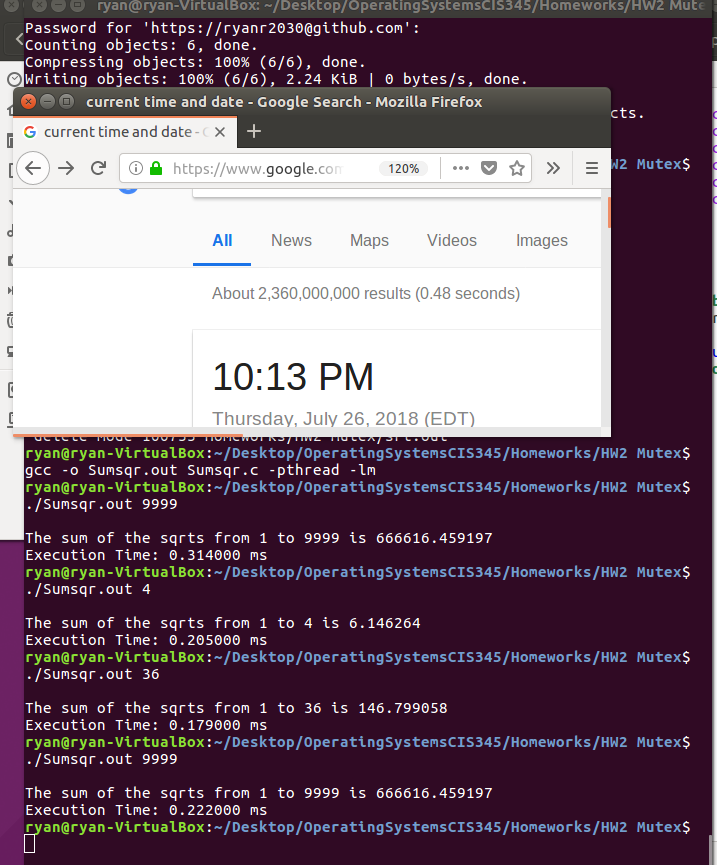 ryan@ryan-VirtualBox: ~/Desktop/OperatingSystemsCIS345/Homeworks/HW2 Mute
Password for 'https://ryanr2030@github.com':
Counting objects: 6, done.
Compressing objects: 100% (6/6), done.
Writing objects: 100% (6/6), 2.24 KiB | 0 bytes/s, done.
cts.
current time and date - Google Search - Mozilla Firefox
current time and date -
W2 Mutex$
https://www.google.co
120%
All News Maps Videos Images
About 2,360,000,000 results (0.48 seconds)
10:13 PM
Thursday, July 26, 2018 (EDT)
delete mode 100755 Homeworks/HW2 Mutex/srt.out
ryan@ryan-VirtualBox:~/Desktop/OperatingSystemsCIS345/Homeworks/HW2 Mutex$
gcc -o Sumsqr.out Sumsqr.c -pthread -lm
ryan@ryan-VirtualBox:~/Desktop/OperatingSystemsCIS345/Homeworks/HW2 Mutex$
./Sumsqr.out 9999
The sum of the sqrts from 1 to 9999 is 666616.459197
Execution Time: 0.314000 ms
ryan@ryan-VirtualBox:~/Desktop/OperatingSystemsCIS345/Homeworks/HW2 Mutex$
./Sumsqr.out 4
The sum of the sqrts from 1 to 4 is 6.146264
Execution Time: 0.205000 ms
ryan@ryan-VirtualBox:~/Desktop/OperatingSystemsCIS345/Homeworks/HW2 Mutex$
./Sumsqr.out 36
The sum of the sqrts from 1 to 36 is 146.799058
Execution Time: 0.179000 ms
ryan@ryan-VirtualBox:~/Desktop/OperatingSystemsCIS345/Homeworks/HW2 Mutex$
./Sumsqr.out 9999
The sum of the sqrts from 1 to 9999 is 666616.459197
Execution Time: 0.222000 ms
ryan@ryan-VirtualBox:~/Desktop/OperatingSystemsCIS345/Homeworks/HW2 Mutex$